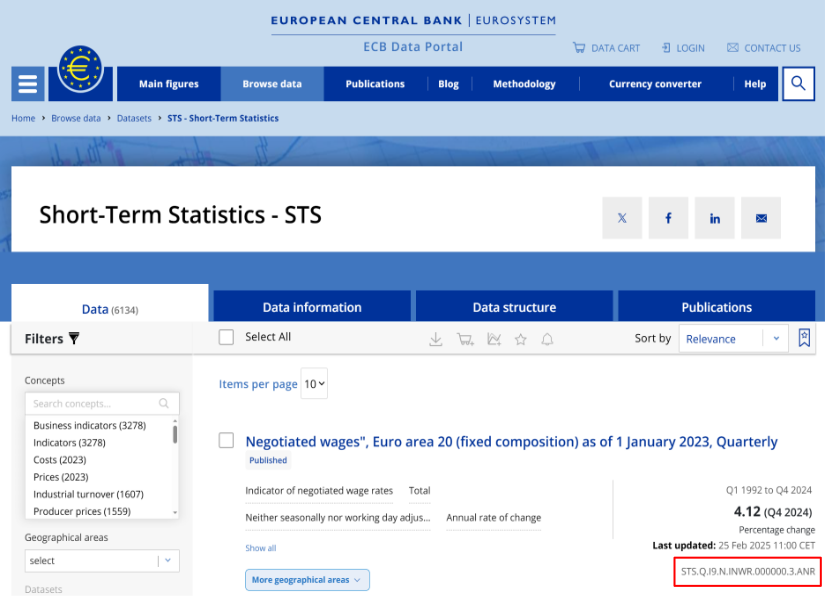 EUROPEAN CENTRAL BANK | EUROSYSTEM
ECB Data Portal
DATA CART
LOGIN
CONTACT US
Main figures
Browse data
Publications
Blog
Methodology
Currency converter
Help
Home
Browse data
Datasets
STS - Short-Term Statistics
Short-Term Statistics - STS
Data (6134)
Data information
Data structure
Publications
Filters
Select All
Sort by
Relevance
Concepts
Search concepts...
Business indicators (3278)
Indicators (3278)
Costs (2023)
Prices (2023)
Industrial turnover (1607)
Producer prices (1559)
Geographical areas
select
Datasets
Items per page 10
Negotiated wages", Euro area 20 (fixed composition) as of 1 January 2023, Quarterly
Published
Indicator of negotiated wage rates
Total
Neither seasonally nor working day adjus...
Annual rate of change
Show all
More geographical areas
Q1 1992 to Q4 2024
4.12 (Q4 2024)
Percentage change
Last updated: 25 Feb 2025 11:00 CET
STS.Q.I9.N.INWR.000000.3.ANR